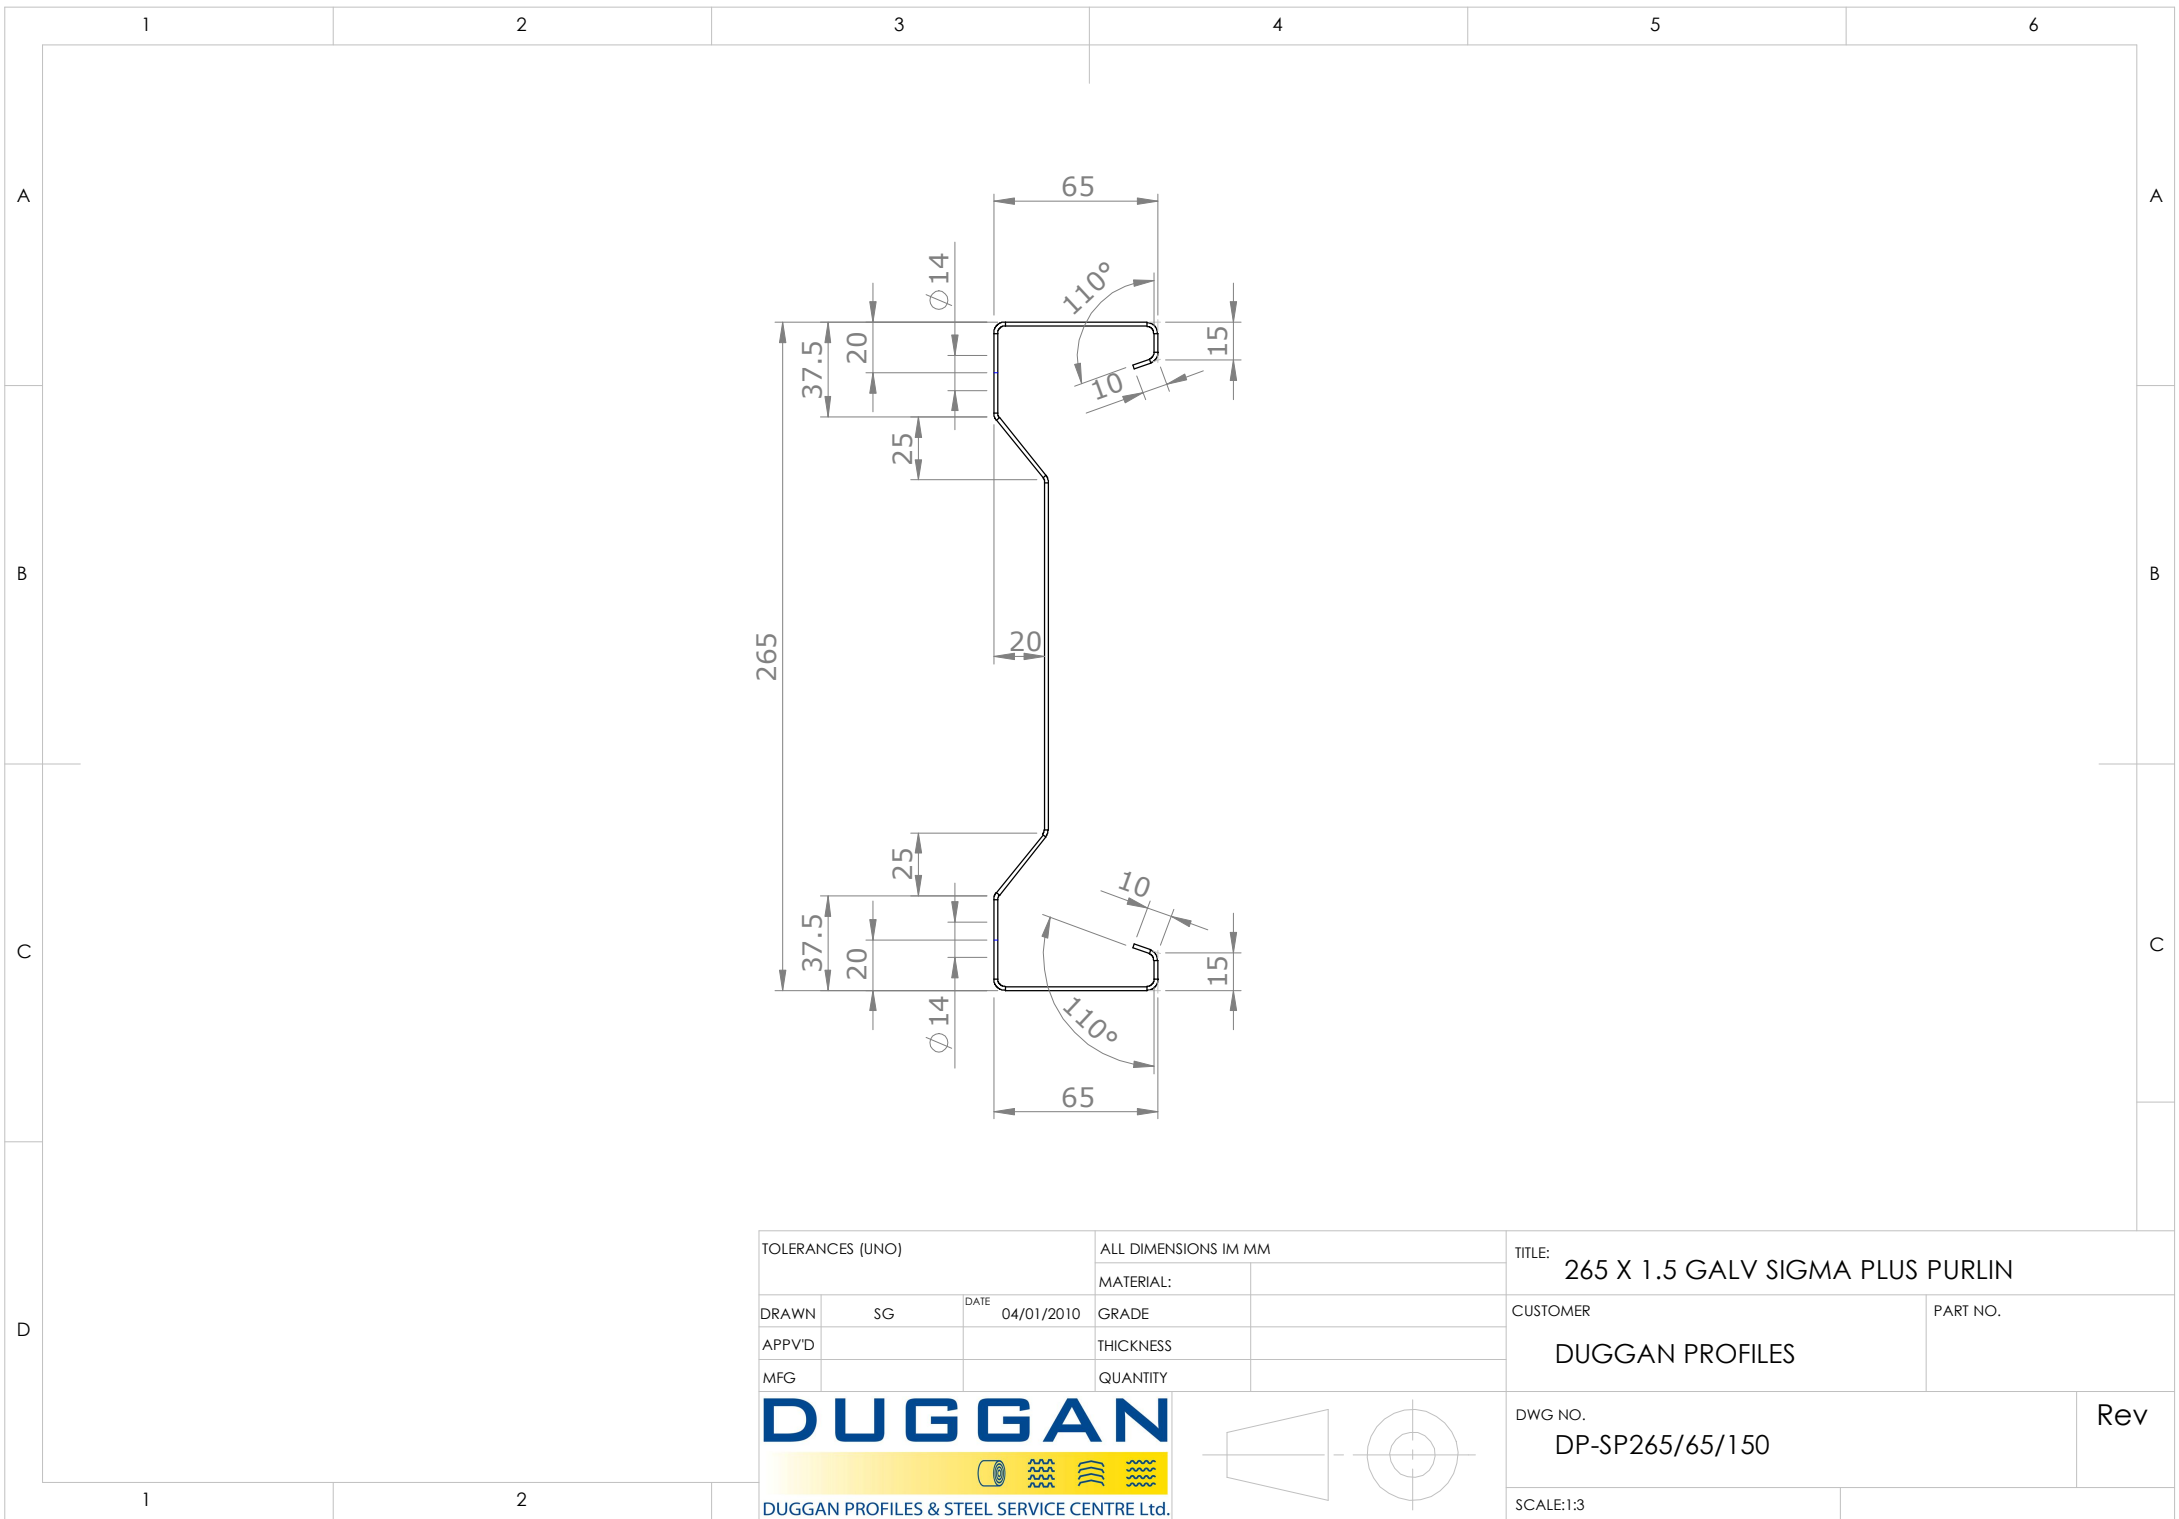 1 2 3 4 5 6
A A
B B
C C
D
65
⌀14
110°
20
37.5
15
10
25
20
265
25
10
37.5
20
15
⌀14
110°
65
TOLERANCES (UNO)
ALL DIMENSIONS IM MM
MATERIAL:
DRAWN SG DATE 04/01/2010 GRADE
APPV'D THICKNESS
MFG QUANTITY
TITLE: 265 X 1.5 GALV SIGMA PLUS PURLIN
CUSTOMER
DUGGAN PROFILES
PART NO.
DUGGAN
DUGGAN PROFILES & STEEL SERVICE CENTRE Ltd.
DWG NO.
DP-SP265/65/150
Rev
SCALE:1:3
1 2